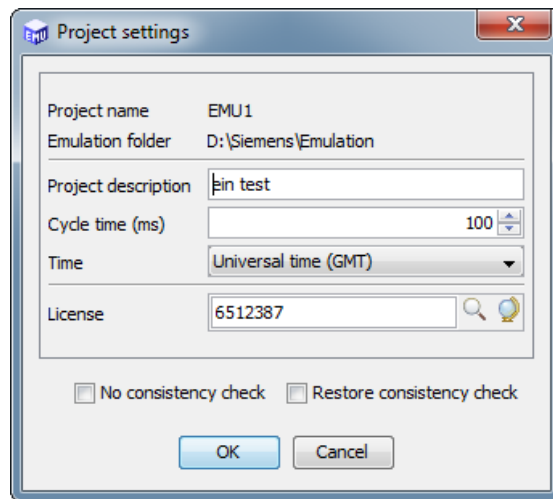 EMU Project settings
Project name EMU1
Emulation folder D:\Siemens\Emulation
Project description ein test
Cycle time (ms) 100
Time Universal time (GMT)
License 6512387
No consistency check Restore consistency check
OK Cancel